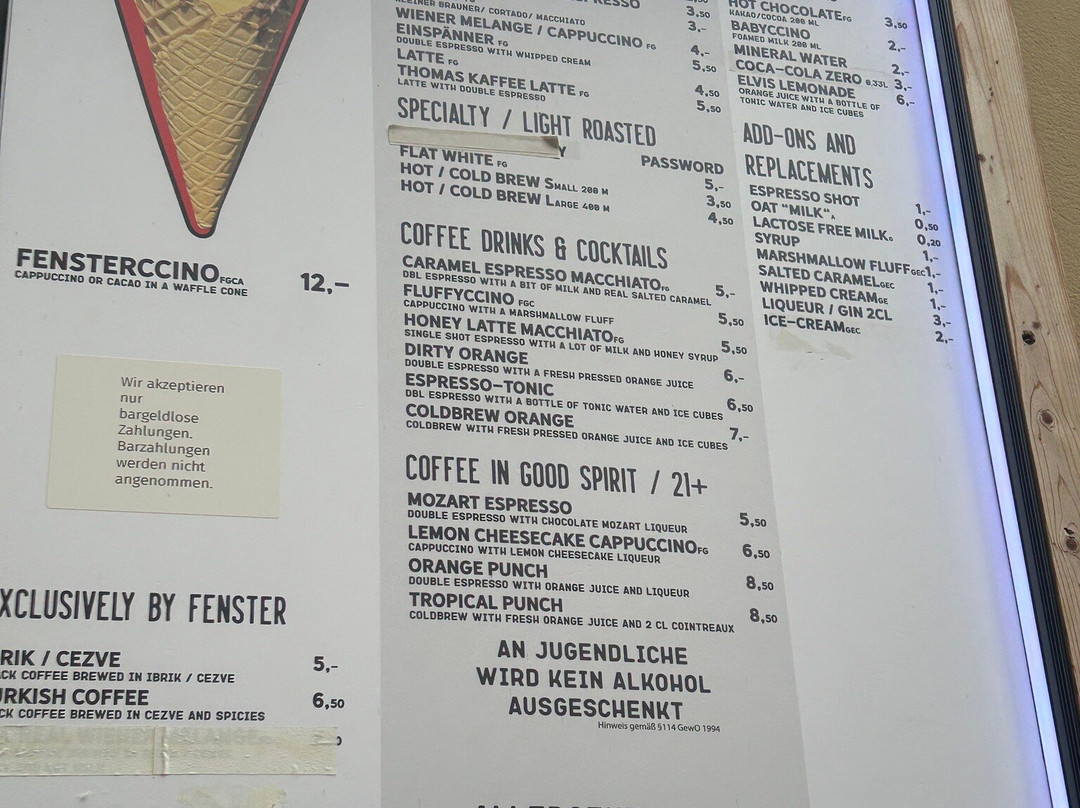 FENSTERCCINO FGCA 12,–
CAPPUCCINO OR CACAO IN A WAFFLE CONE
Wir akzeptieren
nur
bargeldlose
Zahlungen.
Barzahlungen
werden nicht
angenommen.
XCLUSIVELY BY FENSTER
RIK / CEZVE 5,–
CK COFFEE BREWED IN IBRIK / CEZVE
URKISH COFFEE 6,50
CK COFFEE BREWED IN CEZVE AND SPICIES
KLEINER BRAUNER/ CORTADO/ MACCHIATO 3,50
WIENER MELANGE / CAPPUCCINO FG 3,–
EINSPÄNNER FG 4,–
DOUBLE ESPRESSO WITH WHIPPED CREAM
LATTE FG 5,50
THOMAS KAFFEE LATTE FG 4,50
LATTE WITH DOUBLE ESPRESSO 5,50
SPECIALTY / LIGHT ROASTED
Y PASSWORD
FLAT WHITE FG 5,–
HOT / COLD BREW SMALL 200 M 3,50
HOT / COLD BREW LARGE 400 M 4,50
COFFEE DRINKS & COCKTAILS
CARAMEL ESPRESSO MACCHIATO FG 5,–
DBL ESPRESSO WITH A BIT OF MILK AND REAL SALTED CARAMEL
FLUFFYCCINO FGC 5,50
CAPPUCCINO WITH A MARSHMALLOW FLUFF
HONEY LATTE MACCHIATO FG 5,50
SINGLE SHOT ESPRESSO WITH A LOT OF MILK AND HONEY SYRUP
DIRTY ORANGE 6,–
DOUBLE ESPRESSO WITH A FRESH PRESSED ORANGE JUICE
ESPRESSO–TONIC 6,50
DBL ESPRESSO WITH A BOTTLE OF TONIC WATER AND ICE CUBES
COLDBREW ORANGE 7,–
COLDBREW WITH FRESH PRESSED ORANGE JUICE AND ICE CUBES
COFFEE IN GOOD SPIRIT / 21+
MOZART ESPRESSO 5,50
DOUBLE ESPRESSO WITH CHOCOLATE MOZART LIQUEUR
LEMON CHEESECAKE CAPPUCCINO FG 6,50
CAPPUCCINO WITH LEMON CHEESECAKE LIQUEUR
ORANGE PUNCH 8,50
DOUBLE ESPRESSO WITH ORANGE JUICE AND LIQUEUR
TROPICAL PUNCH 8,50
COLDBREW WITH FRESH ORANGE JUICE AND 2 CL COINTREAUX
AN JUGENDLICHE
WIRD KEIN ALKOHOL
AUSGESCHENKT
Hinweis gemäß §114 GewO 1994
HOT CHOCOLATE FG 3,50
KAKAO/COCOA 200 ML
BABYCCINO 2,–
FOAMED MILK 200 ML
MINERAL WATER 2,–
COCA–COLA ZERO 0,33L 3,–
ELVIS LEMONADE 6,–
ORANGE JUICE WITH A BOTTLE OF
TONIC WATER AND ICE CUBES
ADD-ONS AND
REPLACEMENTS
ESPRESSO SHOT 1,–
OAT "MILK" A 0,50
LACTOSE FREE MILK G 0,20
SYRUP 1,–
MARSHMALLOW FLUFF GEC 1,–
SALTED CARAMEL GEC 1,–
WHIPPED CREAM GE 1,–
LIQUEUR / GIN 2CL 3,–
ICE–CREAM GEC 2,–